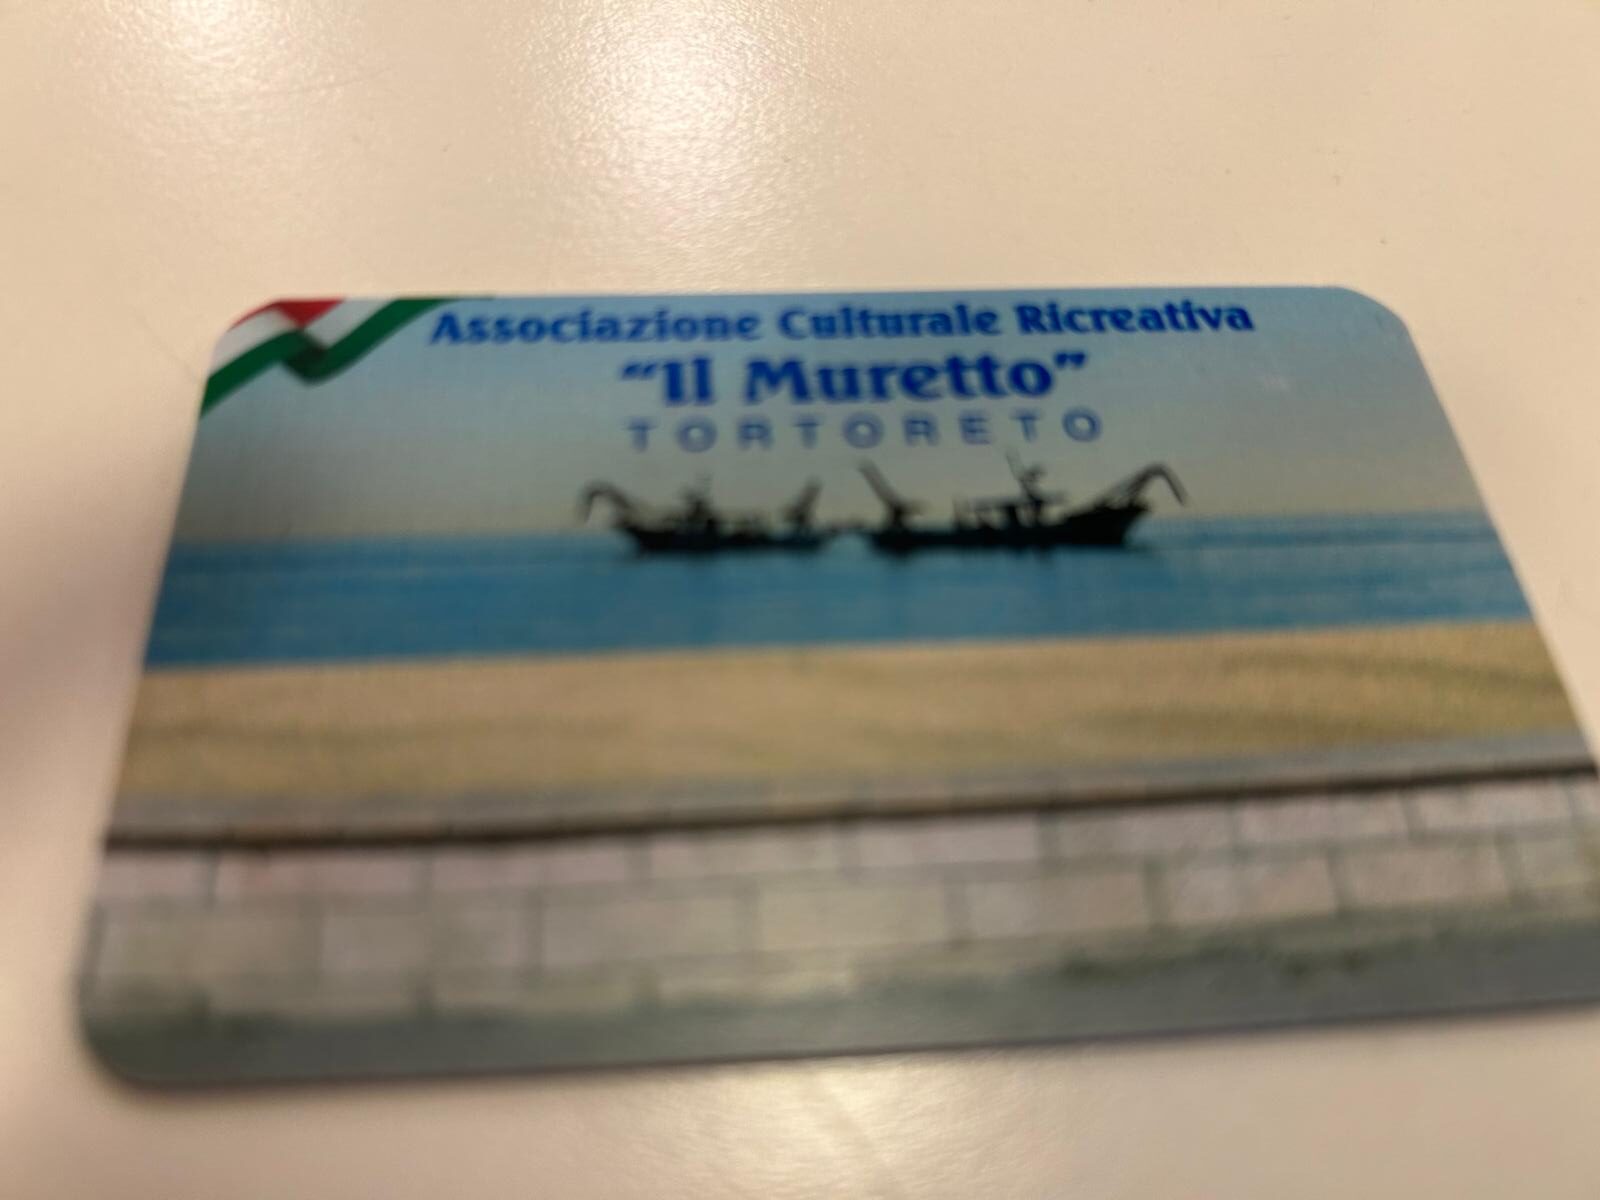 Associazione Culturale Ricreativa
"Il Muretto"
TORTORETO